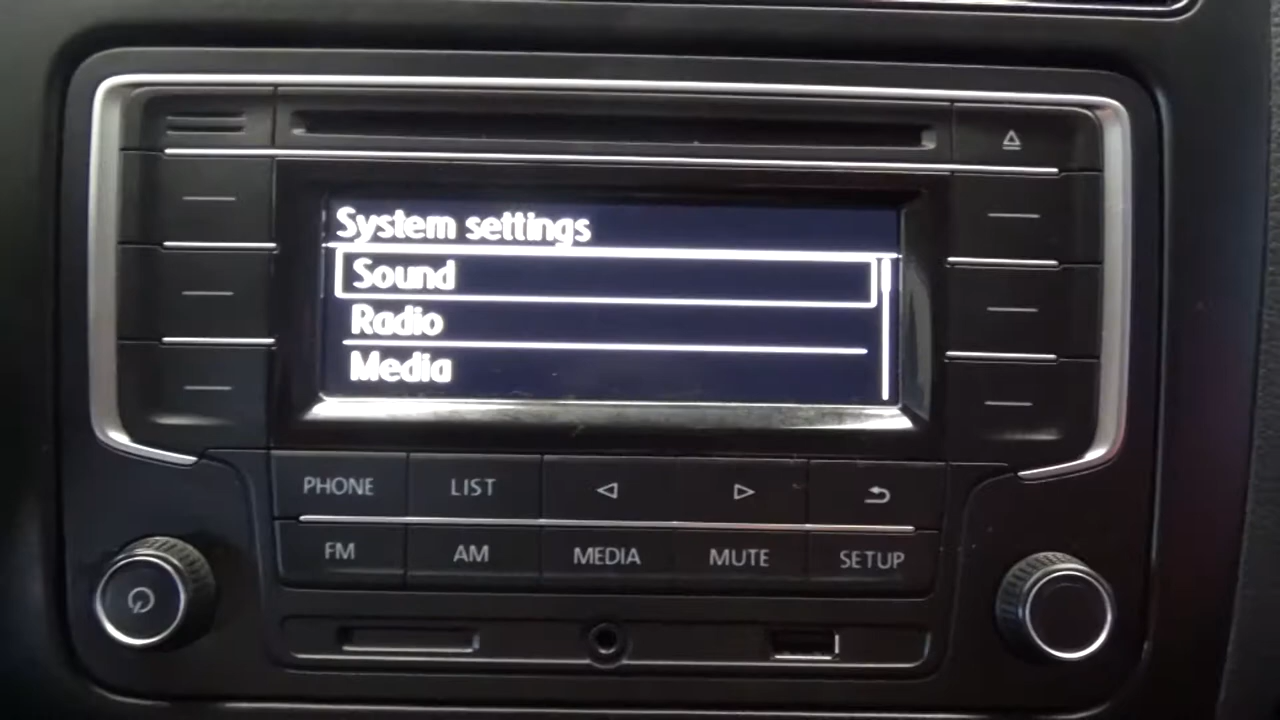 System settings
Sound
Radio
Media
PHONE LIST
FM AM MEDIA MUTE SETUP